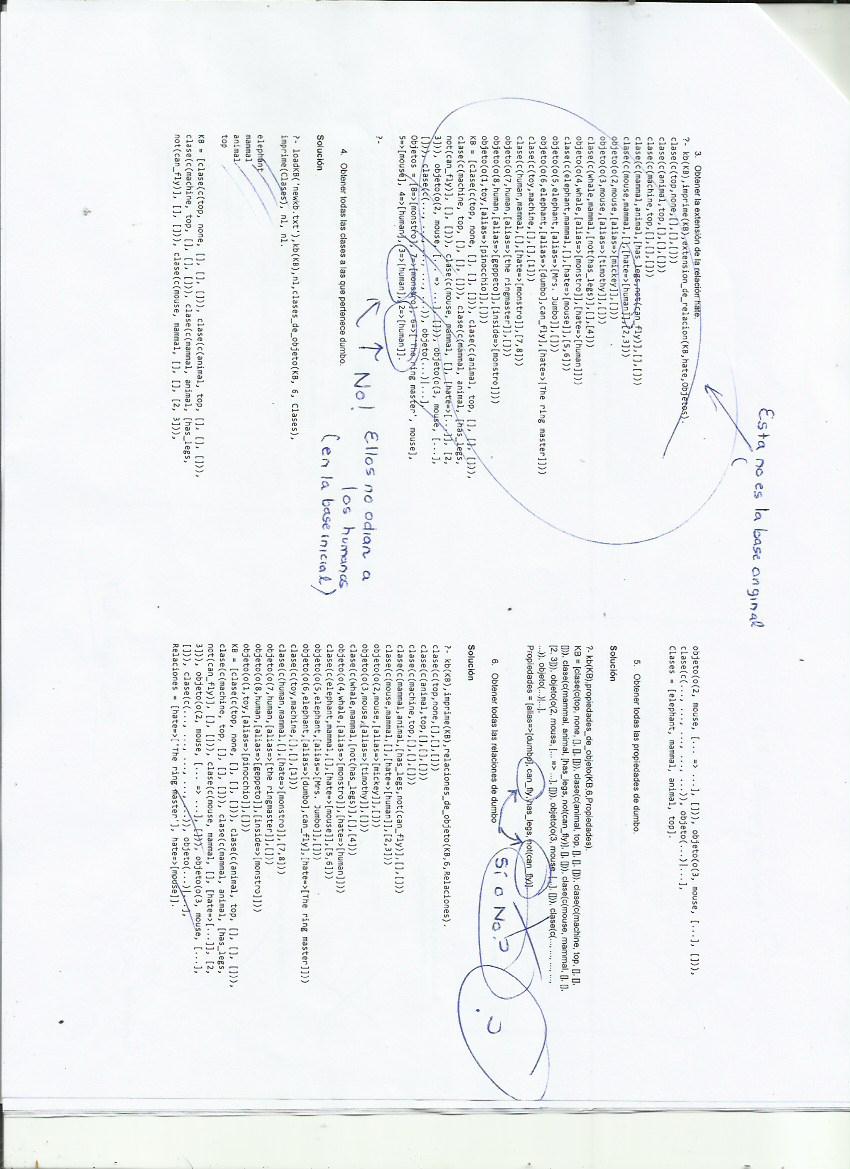 Esta no es la base original
3. Obtener la extensión de la relación hate.
?- kb(KB),imprime(KB),extension_de_relacion(KB,hate,Objetos).
clase(c(top,none,[],[],[]))
clase(c(animal,top,[],[],[]))
clase(c(machine,top,[],[],[]))
clase(c(mammal,animal,[has_legs,not(can_fly)],[],[]))
clase(c(mouse,mammal,[],[hate=>[human]],[2,3]))
objeto(o(2,mouse,[alias=>[mickey]],[]))
objeto(o(3,mouse,[alias=>[timothy]],[]))
clase(c(whale,mammal,[not(has_legs)],[],[4]))
objeto(o(4,whale,[alias=>[monstro]],[hate=>[human]]))
clase(c(elephant,mammal,[],[hate=>[mouse]],[5,6]))
objeto(o(5,elephant,[alias=>[Mrs. Jumbo]],[]))
objeto(o(6,elephant,[alias=>[dumbo],can_fly],[hate=>[The ring master]]))
clase(c(toy,machine,[],[],[1]))
clase(c(human,mammal,[],[hate=>[monstro]],[7,8]))
objeto(o(7,human,[alias=>[the ringmaster]],[]))
objeto(o(8,human,[alias=>[geppeto]],[inside=>[monstro]]))
objeto(o(1,toy,[alias=>[pinocchio]],[]))
KB = [clase(c(top, none, [], [], [])), clase(c(animal, top, [], [], [])),
clase(c(machine, top, [], [], [])), clase(c(mammal, animal, [has_legs,
not(can_fly)], [], [])), clase(c(mouse, mammal, [], [hate=>[...]], [2,
3])), objeto(o(2, mouse, [... => ...], [])), objeto(o(3, mouse, [...],
[])), clase(c(..., ..., ..., ..., ...)), objeto(...)|...],
Objetos = [8=>[monstro], 7=>[monstro], 6=>['The ring master', mouse],
5=>[mouse], 4=>[human], 3=>[human], 2=>[human]].
No! Ellos no odian a
los humanos
(en la base inicial)
?-
4. Obtener todas las clases a las que pertenece dumbo.
Solución
?- loadKB('newkb.txt'),kb(KB),nl,clases_de_objeto(KB, 6, Clases),
imprime(Clases), nl, nl.
elephant
mammal
animal
top
KB = [clase(c(top, none, [], [], [])), clase(c(animal, top, [], [], [])),
clase(c(machine, top, [], [], [])), clase(c(mammal, animal, [has_legs,
not(can_fly)], [], [])), clase(c(mouse, mammal, [], [], [2, 3])),
objeto(o(2, mouse, [... => ...], [])), objeto(o(3, mouse, [...], [])),
clase(c(..., ..., ..., ..., ...)), objeto(...)|...],
Clases = [elephant, mammal, animal, top].
5. Obtener todas las propiedades de dumbo.
Solución
?- kb(KB),propiedades_de_objeto(KB,6,Propiedades).
KB = [clase(c(top, none, [], [], [])), clase(c(animal, top, [], [], [])), clase(c(machine, top, [], [],
[])), clase(c(mammal, animal, [has_legs, not(can_fly)], [], [])), clase(c(mouse, mammal, [], [],
[2, 3])), objeto(o(2, mouse, [... => ...], [])), objeto(o(3, mouse, [...], [])), clase(c(..., ..., ...,
...)), objeto(...)|...],
Propiedades = [alias=>[dumbo], can_fly, has_legs, not(can_fly)].
Sí o No?
?
6. Obtener todas las relaciones de dumbo
Solución
?- kb(KB),imprime(KB),relaciones_de_objeto(KB,6,Relaciones).
clase(c(top,none,[],[],[]))
clase(c(animal,top,[],[],[]))
clase(c(machine,top,[],[],[]))
clase(c(mammal,animal,[has_legs,not(can_fly)],[],[]))
clase(c(mouse,mammal,[],[hate=>[human]],[2,3]))
objeto(o(2,mouse,[alias=>[mickey]],[]))
objeto(o(3,mouse,[alias=>[timothy]],[]))
clase(c(whale,mammal,[not(has_legs)],[],[4]))
objeto(o(4,whale,[alias=>[monstro]],[hate=>[human]]))
clase(c(elephant,mammal,[],[hate=>[mouse]],[5,6]))
objeto(o(5,elephant,[alias=>[Mrs. Jumbo]],[]))
objeto(o(6,elephant,[alias=>[dumbo],can_fly],[hate=>[The ring master]]))
clase(c(toy,machine,[],[],[1]))
clase(c(human,mammal,[],[hate=>[monstro]],[7,8]))
objeto(o(7,human,[alias=>[the ringmaster]],[]))
objeto(o(8,human,[alias=>[geppeto]],[inside=>[monstro]]))
objeto(o(1,toy,[alias=>[pinocchio]],[]))
KB = [clase(c(top, none, [], [], [])), clase(c(animal, top, [], [], [])),
clase(c(machine, top, [], [], [])), clase(c(mammal, animal, [has_legs,
not(can_fly)], [], [])), clase(c(mouse, mammal, [], [hate=>[...]], [2,
3])), objeto(o(2, mouse, [... => ...], [])), objeto(o(3, mouse, [...],
[])), clase(c(..., ..., ..., ..., ...)), objeto(...)|...],
Relaciones = [hate=>['The ring master'], hate=>[mouse]].